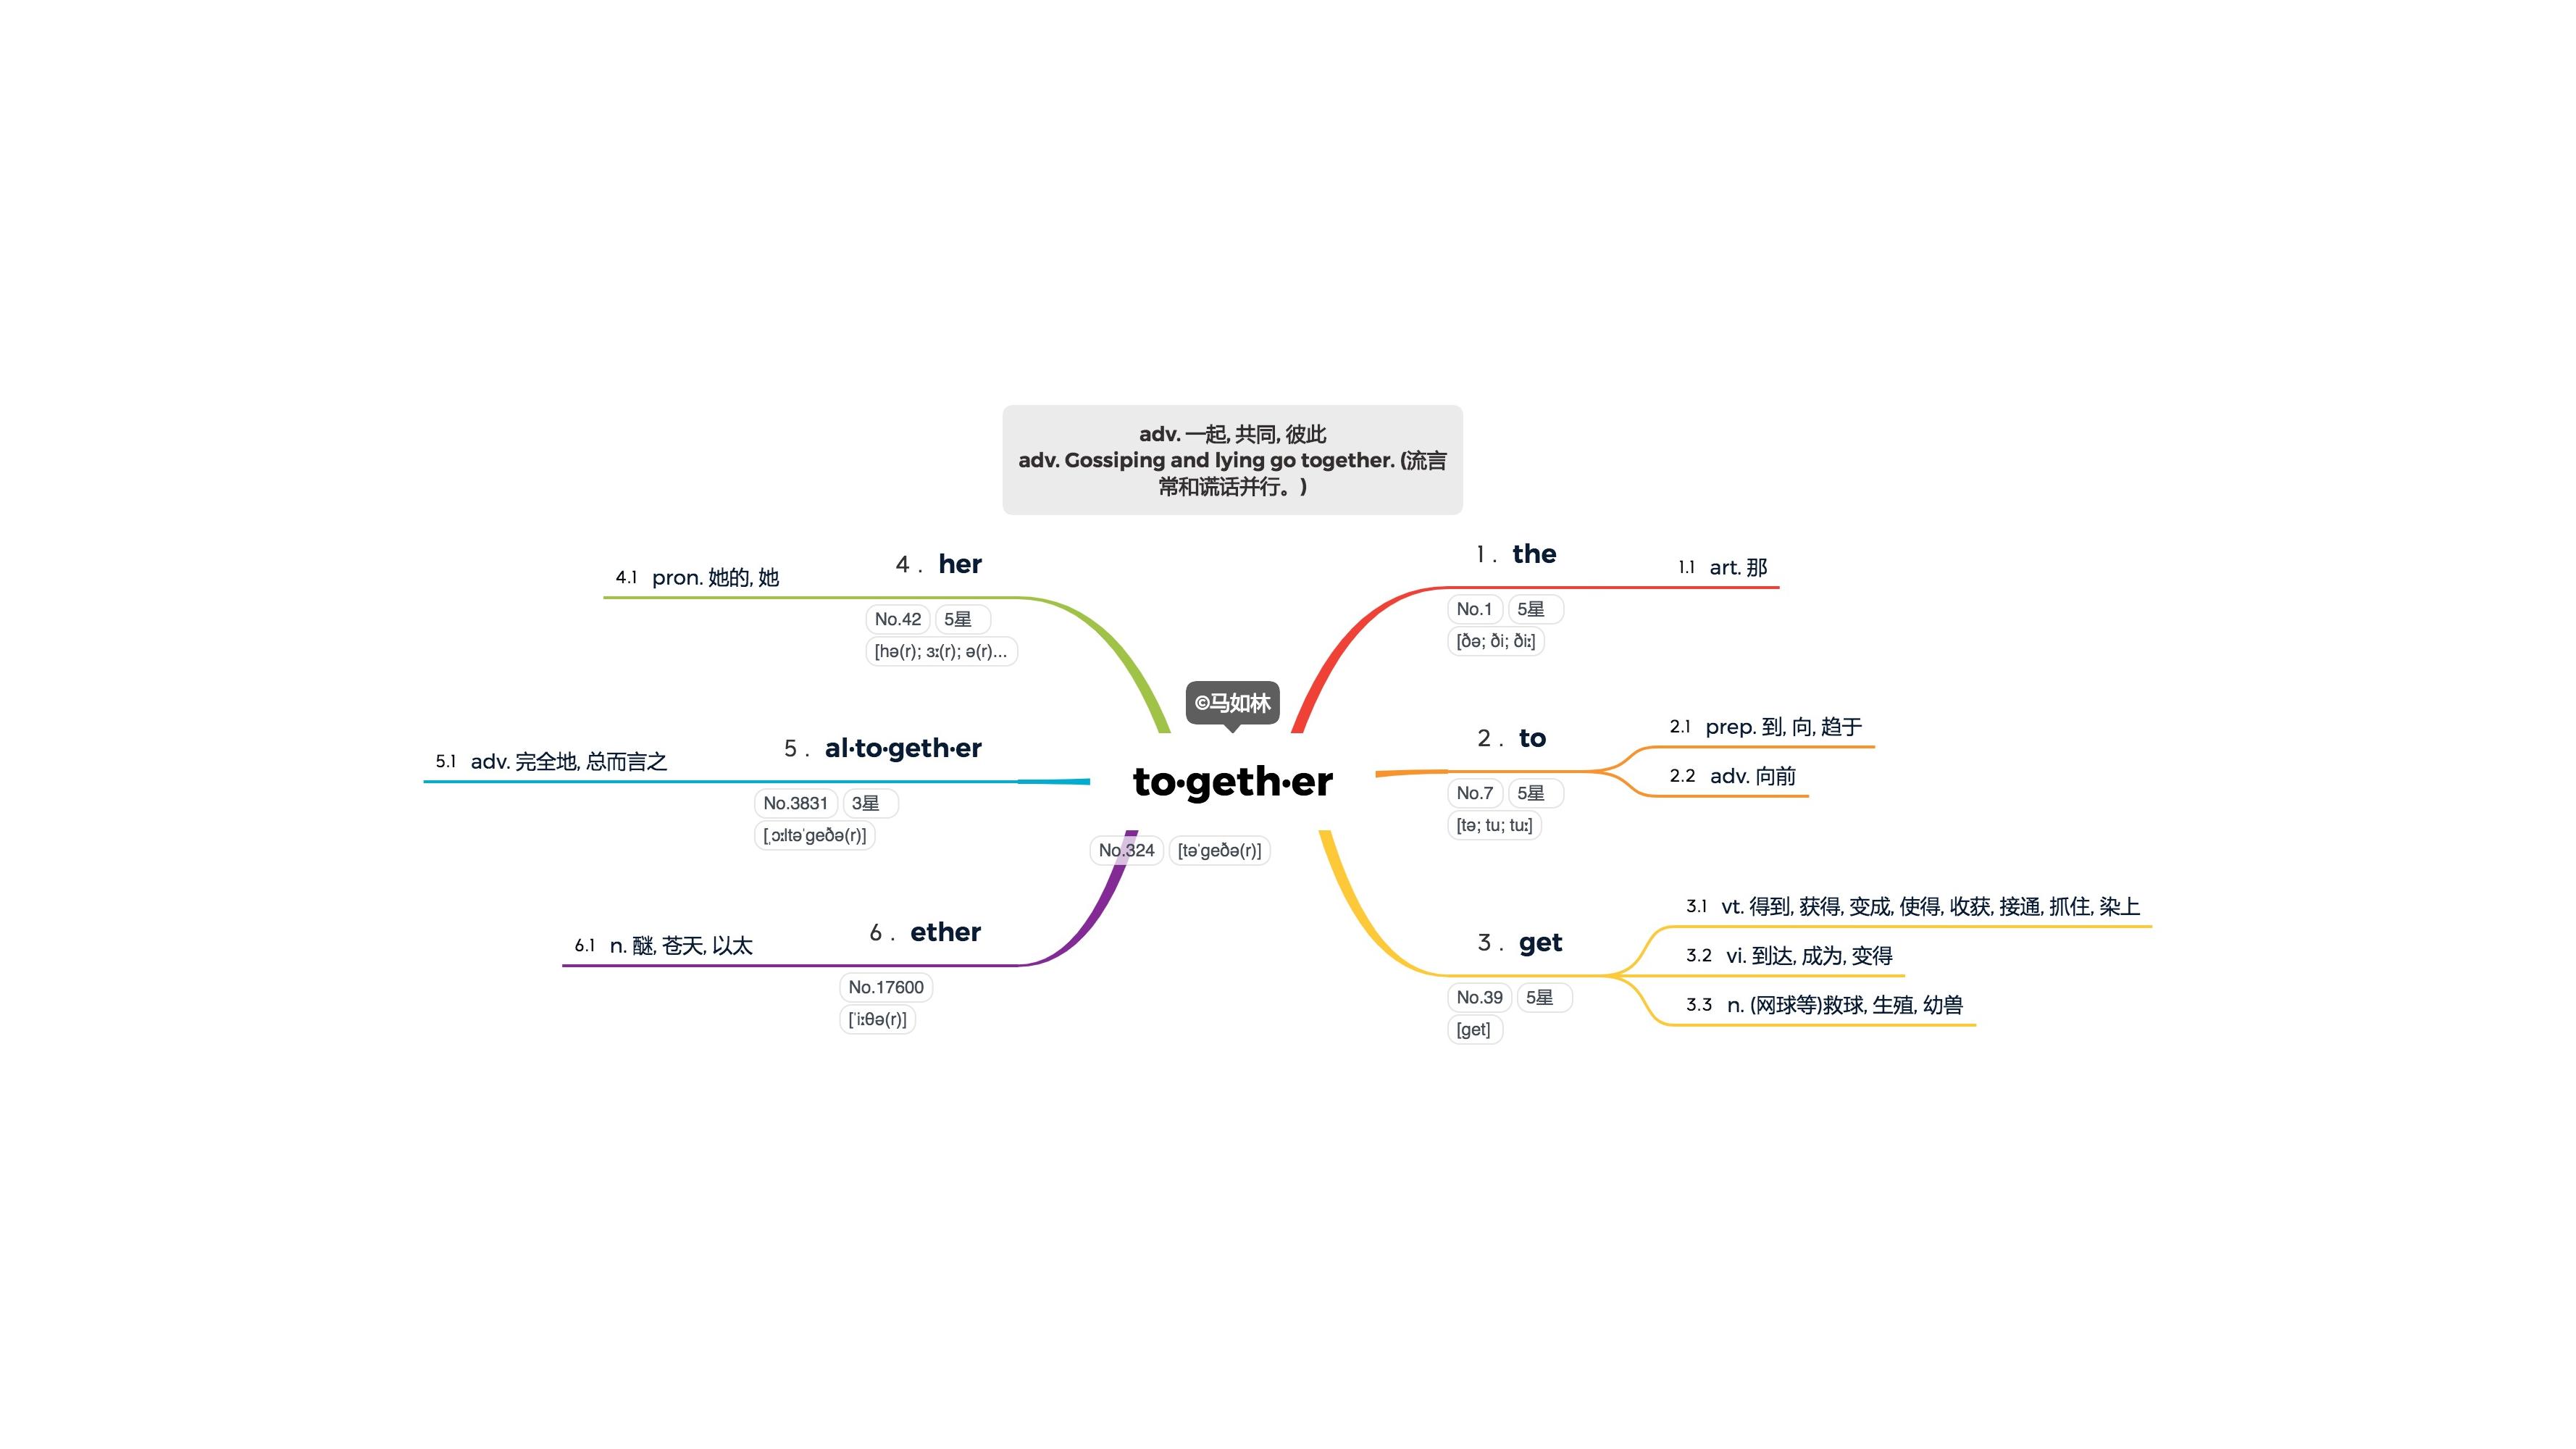 adv. 一起, 共同, 彼此
adv. Gossiping and lying go together. (流言
常和谎话并行。)
©马如林
to·geth·er
No.324 [təˈɡeðə(r)]
1. the
No.1 5星
[ðə; ði; ðiː]
1.1 art. 那
2. to
No.7 5星
[tə; tu; tuː]
2.1 prep. 到, 向, 趋于
2.2 adv. 向前
3. get
No.39 5星
[get]
3.1 vt. 得到, 获得, 变成, 使得, 收获, 接通, 抓住, 染上
3.2 vi. 到达, 成为, 变得
3.3 n. (网球等)救球, 生殖, 幼兽
4. her
No.42 5星
[hə(r); ɜː(r); ə(r)...
4.1 pron. 她的, 她
5. al·to·geth·er
No.3831 3星
[ˌɔːltəˈɡeðə(r)]
5.1 adv. 完全地, 总而言之
6. ether
No.17600
[ˈiːθə(r)]
6.1 n. 醚, 苍天, 以太